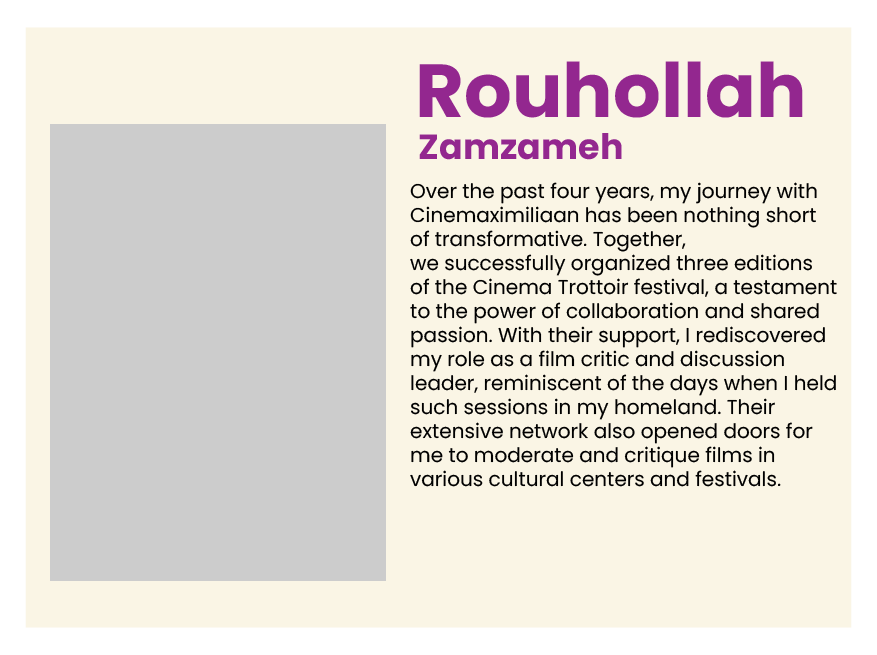 Rouhollah
Zamzameh
Over the past four years, my journey with
Cinemaximiliaan has been nothing short
of transformative. Together,
we successfully organized three editions
of the Cinema Trottoir festival, a testament
to the power of collaboration and shared
passion. With their support, I rediscovered
my role as a film critic and discussion
leader, reminiscent of the days when I held
such sessions in my homeland. Their
extensive network also opened doors for
me to moderate and critique films in
various cultural centers and festivals.